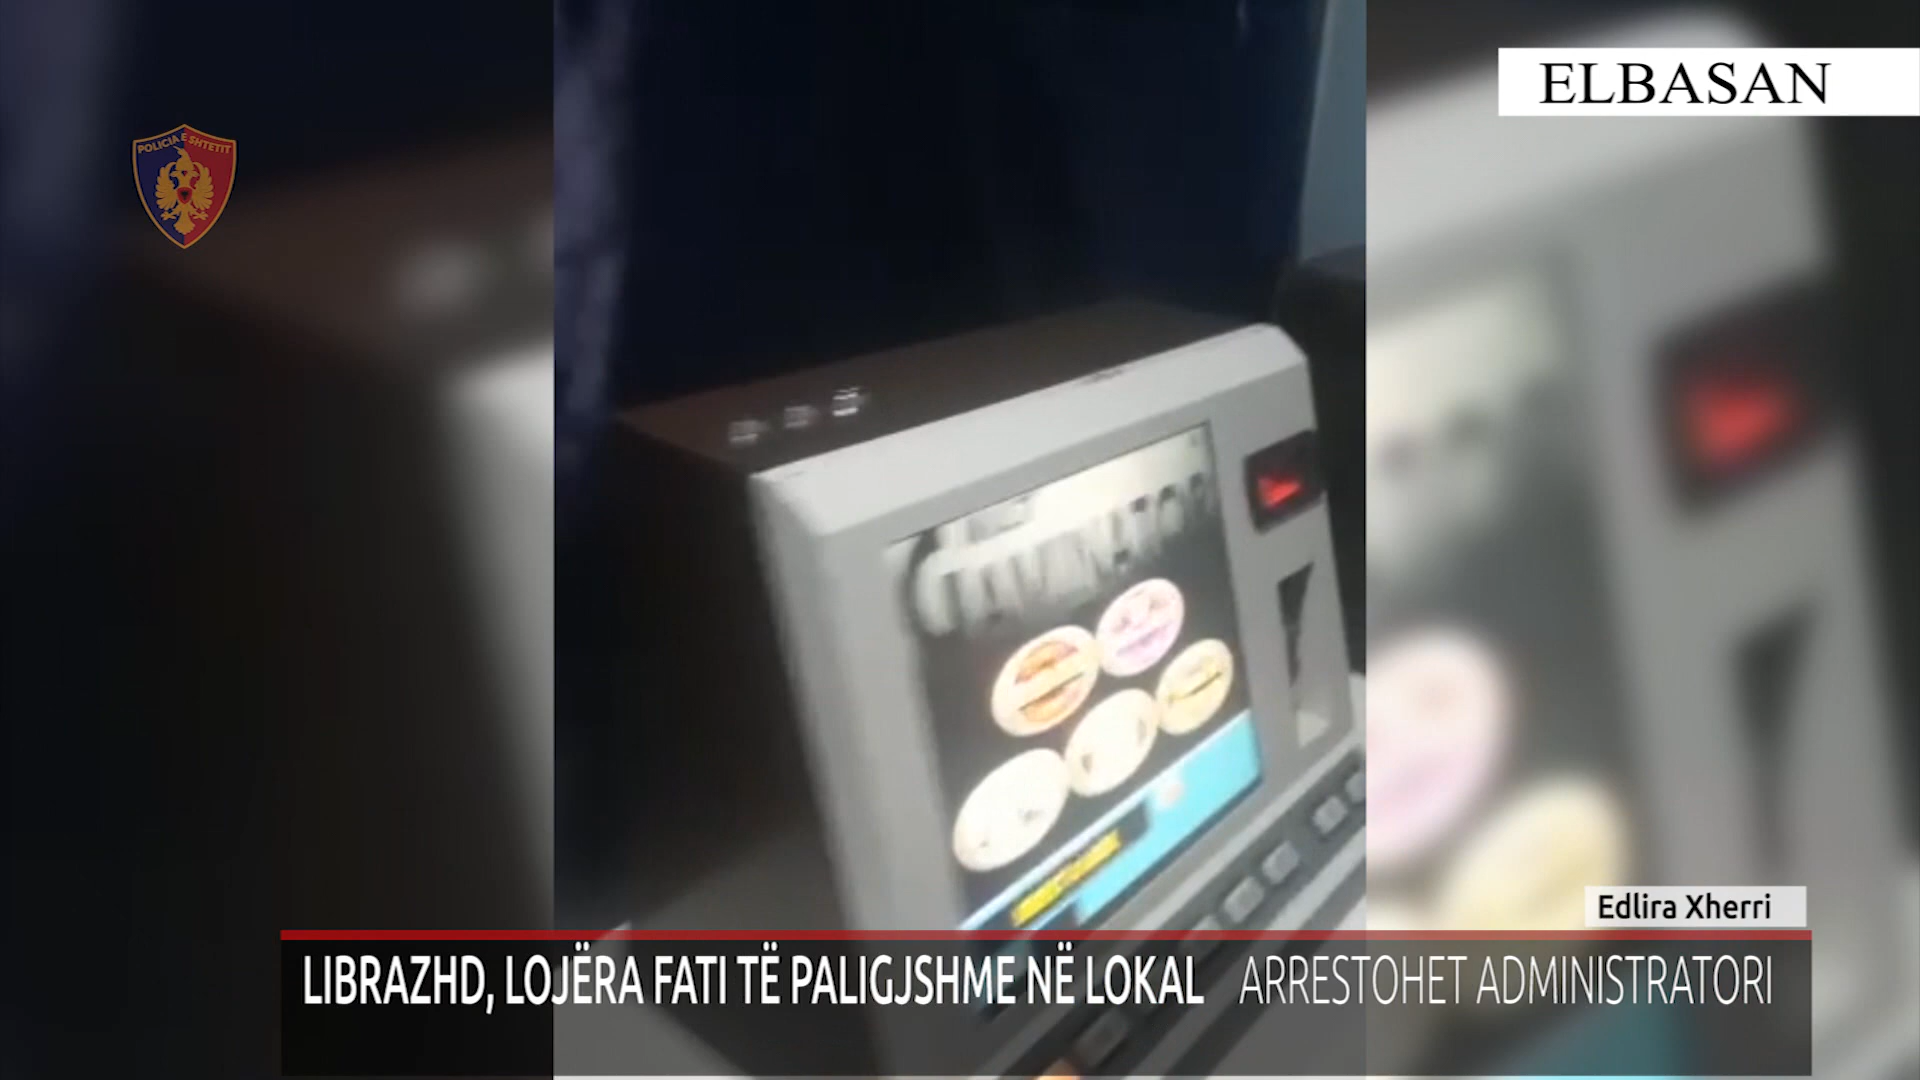 ELBASAN
POLICIA E SHTETIT
Edlira Xherri
LIBRAZHD, LOJËRA FATI TË PALIGJSHME NË LOKAL ARRESTOHET ADMINISTRATORI